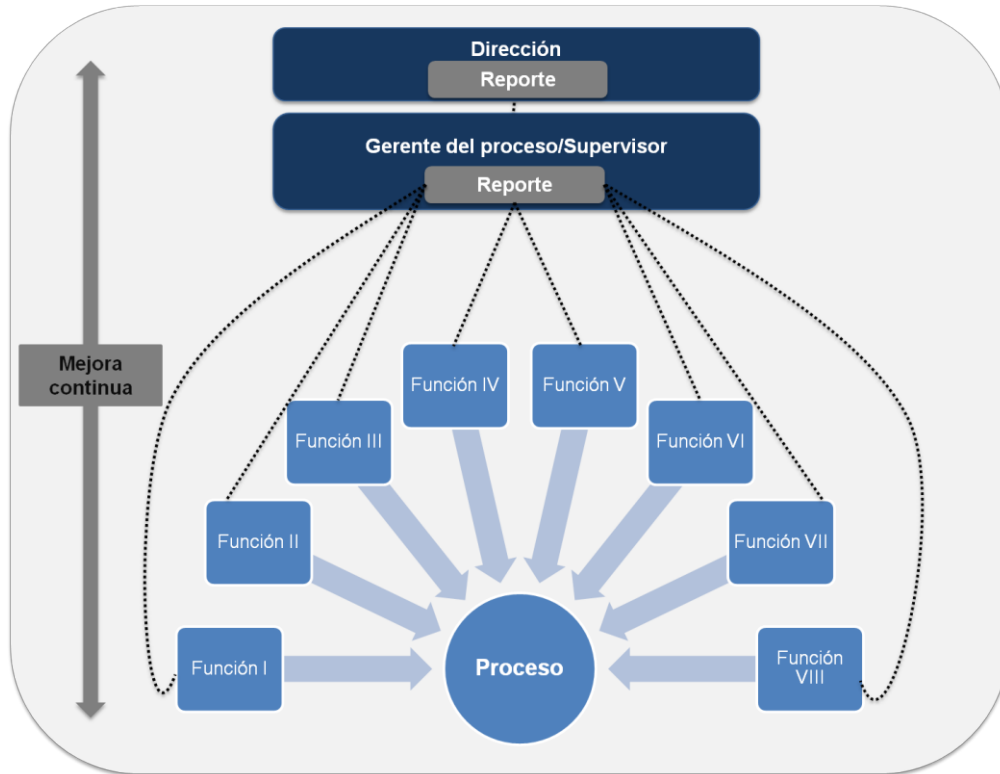 Dirección
Reporte
Gerente del proceso/Supervisor
Reporte
Mejora
continua
Función IV
Función V
Función III
Función VI
Función II
Función VII
Función I
Proceso
Función
VIII